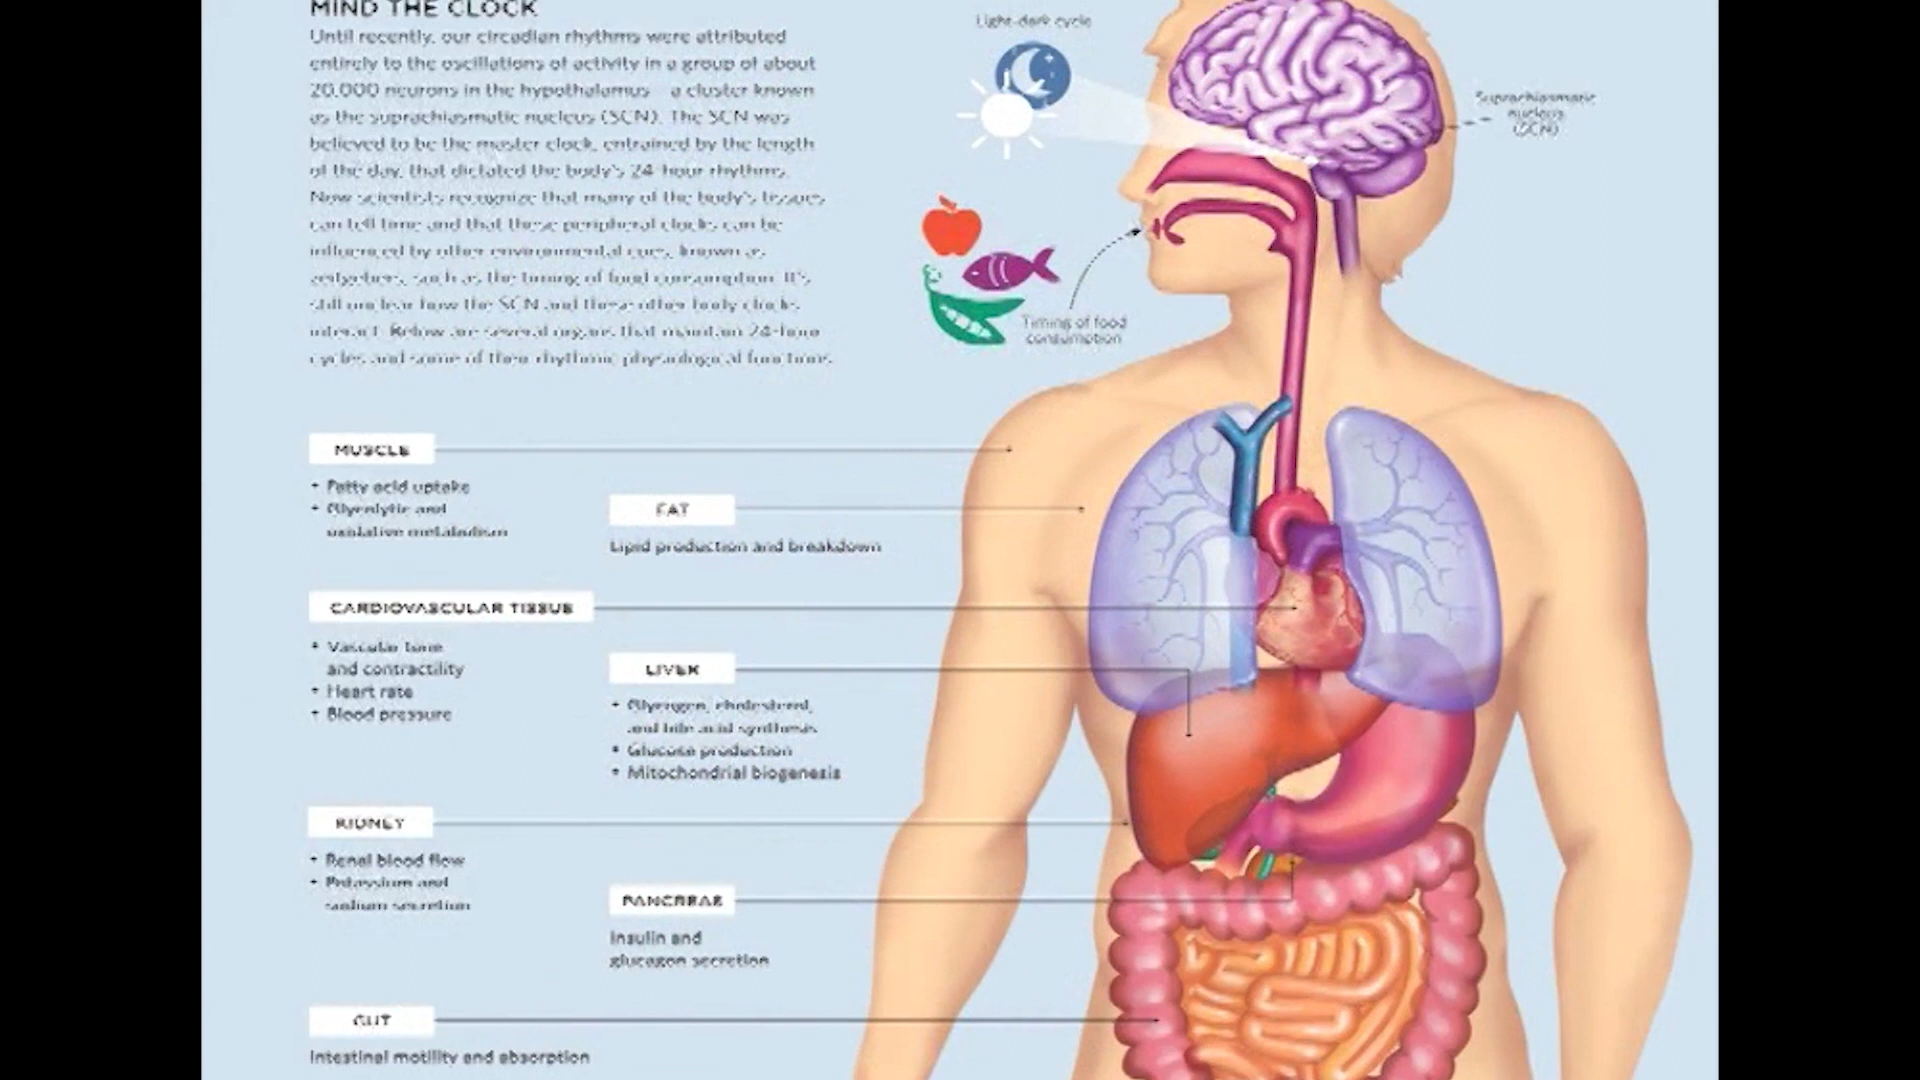 MIND THE CLOCK
Until recently, our circadian rhythms were attributed
entirely to the oscillations of activity in a group of about
20,000 neurons in the hypothalamus—a cluster known
as the suprachiasmatic nucleus (SCN). The SCN was
believed to be the master clock, entrained by the length
of the day, that dictated the body's 24-hour rhythms.
Now scientists recognize that many of the body's tissues
can tell time and that these peripheral clocks can be
influenced by other environmental cues, known as
zeitgebers, such as the timing of food consumption. It's
still unclear how the SCN and these other body clocks
interact. Below are several organs that maintain 24-hour
cycles and some of their rhythmic physiological functions.
Light-dark cycle
Suprachiasmatic
nucleus
(SCN)
Timing of food
consumption
MUSCLE
• Fatty acid uptake
• Glycolytic and
oxidative metabolism
FAT
Lipid production and breakdown
CARDIOVASCULAR TISSUE
• Vascular tone
and contractility
• Heart rate
• Blood pressure
LIVER
• Glycogen, cholesterol,
and bile acid synthesis
• Glucose production
• Mitochondrial biogenesis
KIDNEY
• Renal blood flow
• Potassium and
sodium secretion
PANCREAS
Insulin and
glucagon secretion
GUT
Intestinal motility and absorption